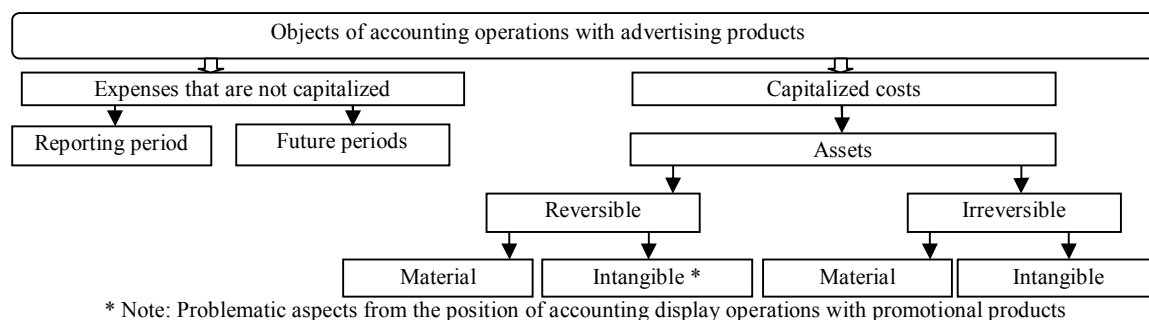 Objects of accounting operations with advertising products
Expenses that are not capitalized
Capitalized costs
Reporting period
Future periods
Assets
Reversible
Irreversible
Material
Intangible *
Material
Intangible
* Note: Problematic aspects from the position of accounting display operations with promotional products